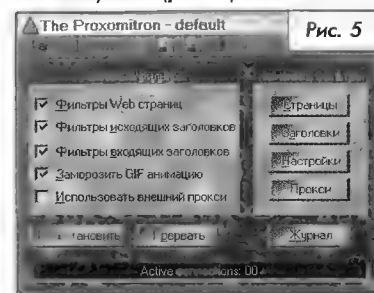 The Proxomitron - default
Рис. 5
Фильтры Web страниц
Фильтры исходящих заголовков
Фильтры входящих заголовков
Заморозить GIF анимацию
Использовать внешний прокси
Страницы
Заголовки
Настройки
Прокси
Прервать
Журнал
Active connections: 00